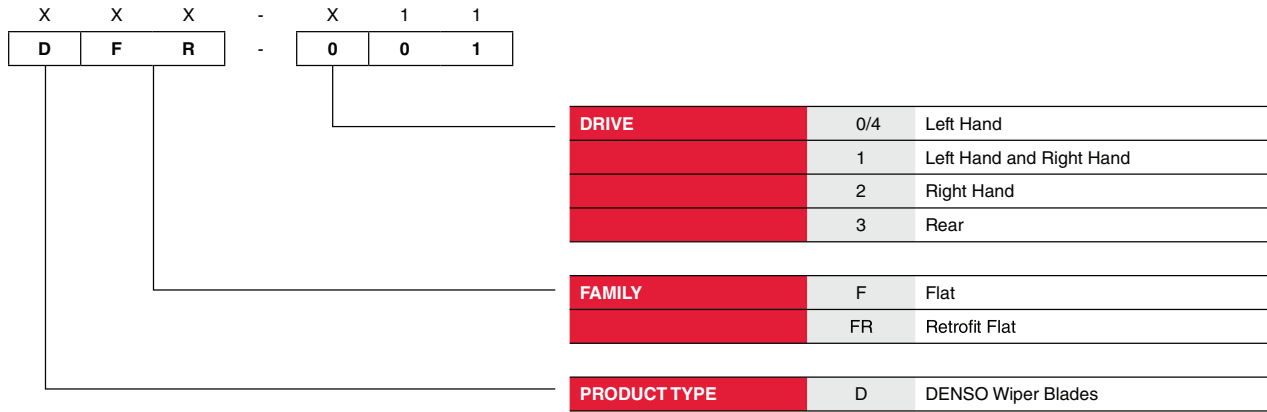 X X X - X 1 1
D F R - 0 0 1
DRIVE 0/4 Left Hand
1 Left Hand and Right Hand
2 Right Hand
3 Rear
FAMILY F Flat
FR Retrofit Flat
PRODUCT TYPE D DENSO Wiper Blades